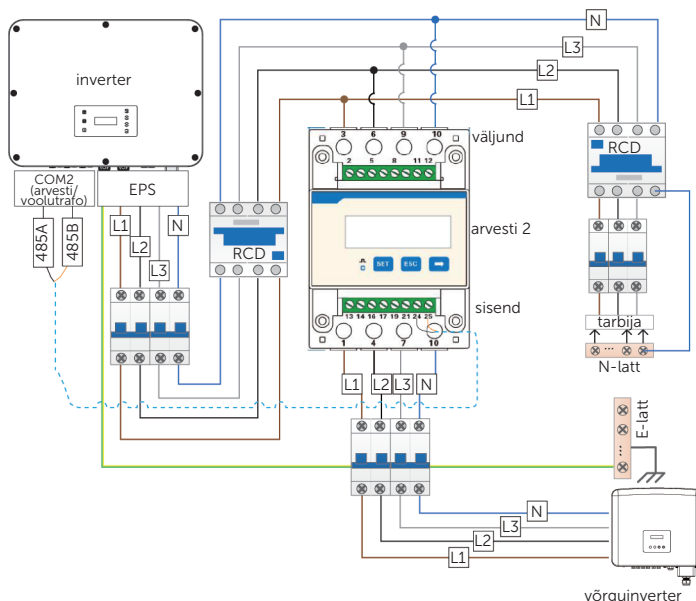 N
L3
L2
L1
inverter
väljund
3 6 9 10
2 5 8 11 12
RCD
COM2
(arvesti/
voolutrafo)
EPS
485A
485B
L1
L2
L3
N
RCD
arvesti 2
SET
ESC
sisend
13 14 16 17 19 21 24 25
1 4 7 10
tarbija
N-latt
L1
L2
L3
N
E-latt
N
L3
L2
L1
võrguinverter